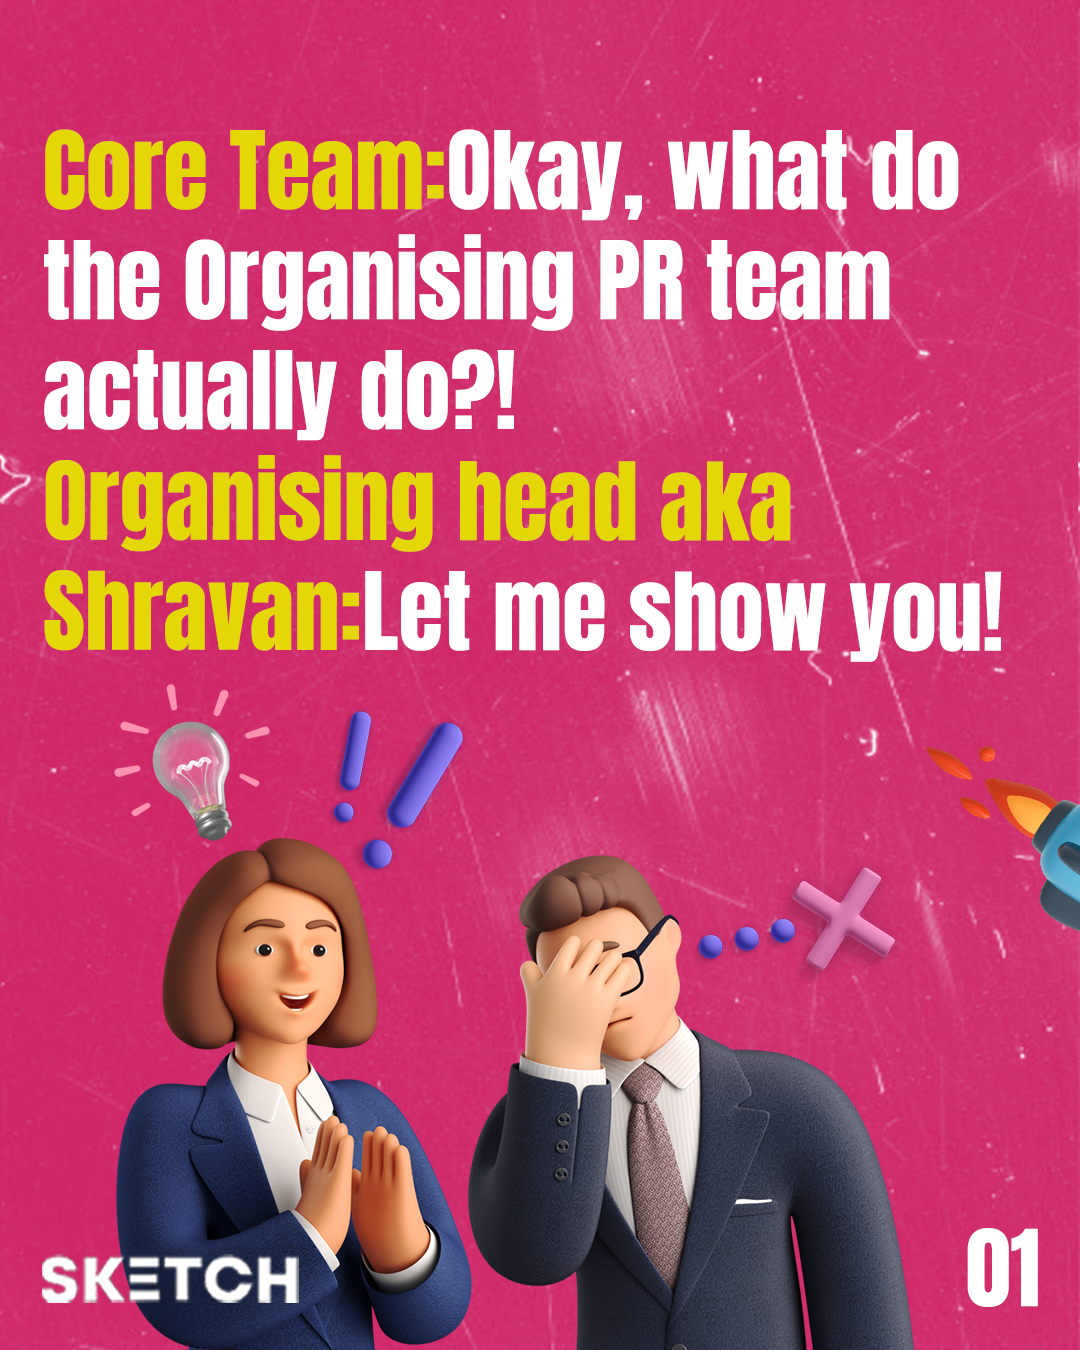 Core Team:Okay, what do
the Organising PR team
actually do?!
Organising head aka
Shravan:Let me show you!
SKETCH
01